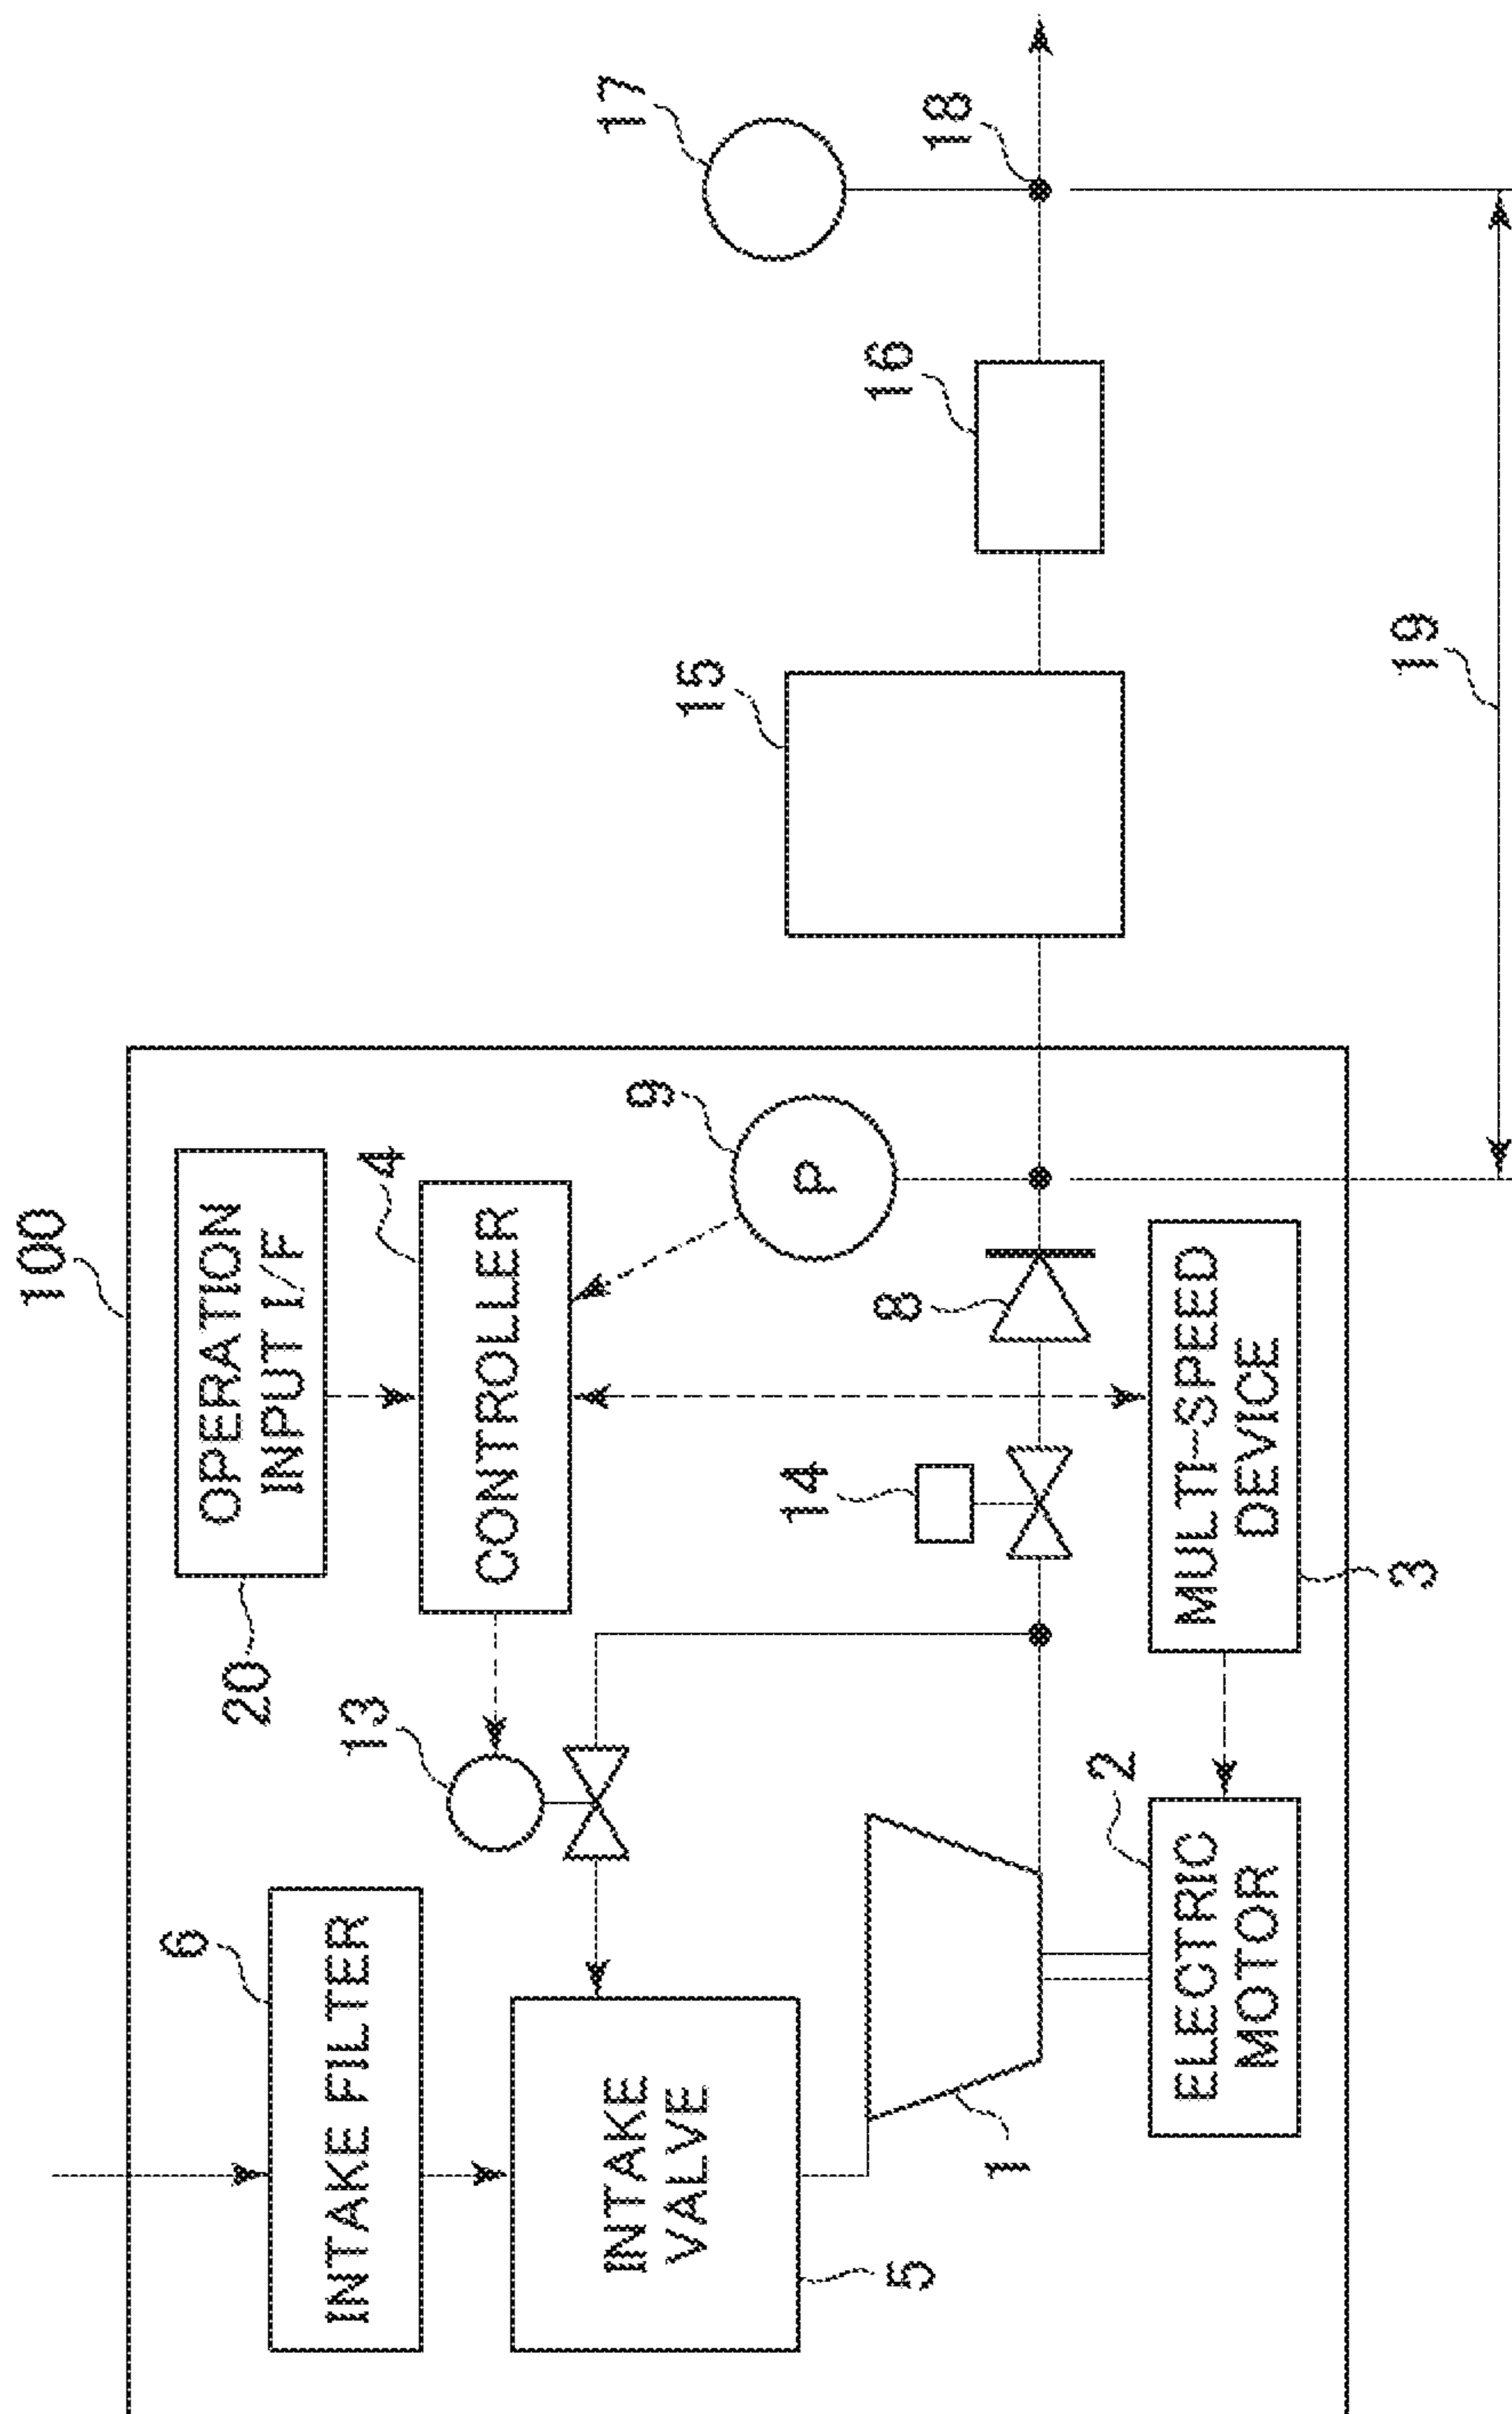 100
OPERATION
INPUT I/F
20
4
CONTROLLER
9
P
17
18
16
15
19
8
14
13
6
INTAKE FILTER
INTAKE
VALVE
5
1
2
ELECTRIC
MOTOR
MULTI-SPEED
DEVICE
3